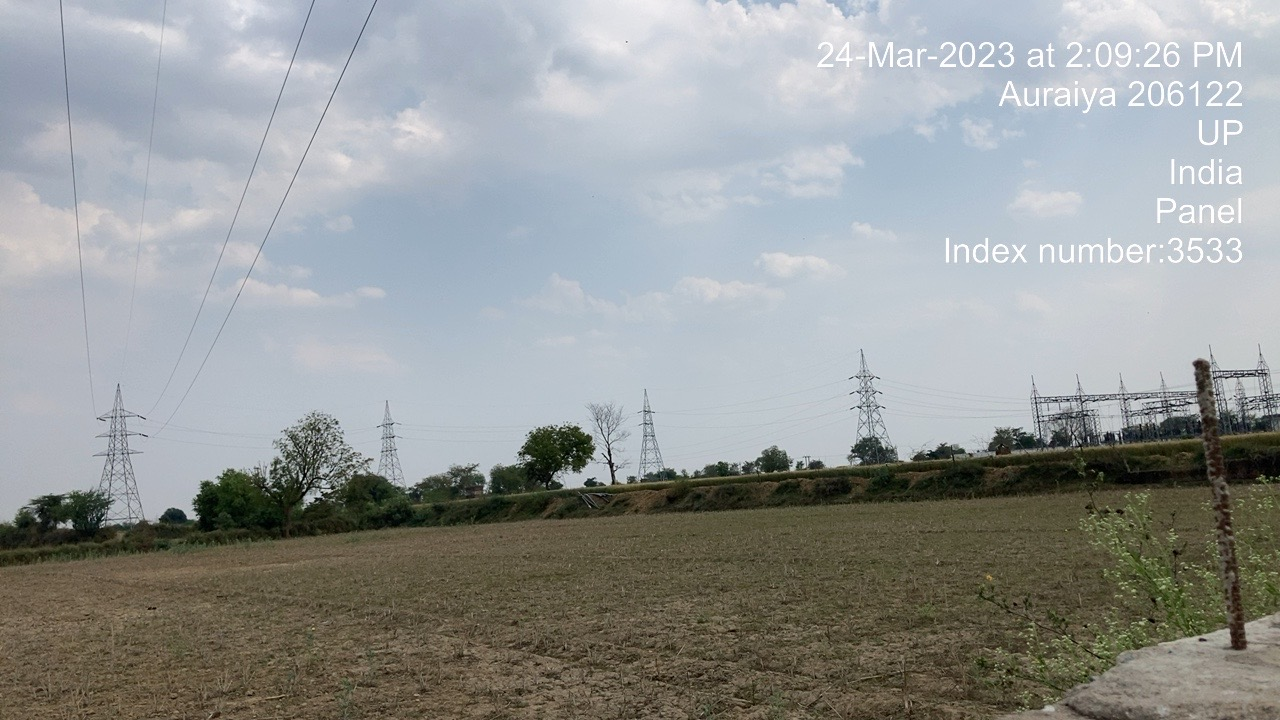 24-Mar-2023 at 2:09:26 PM
Auraiya 206122
UP
India
Panel
Index number:3533